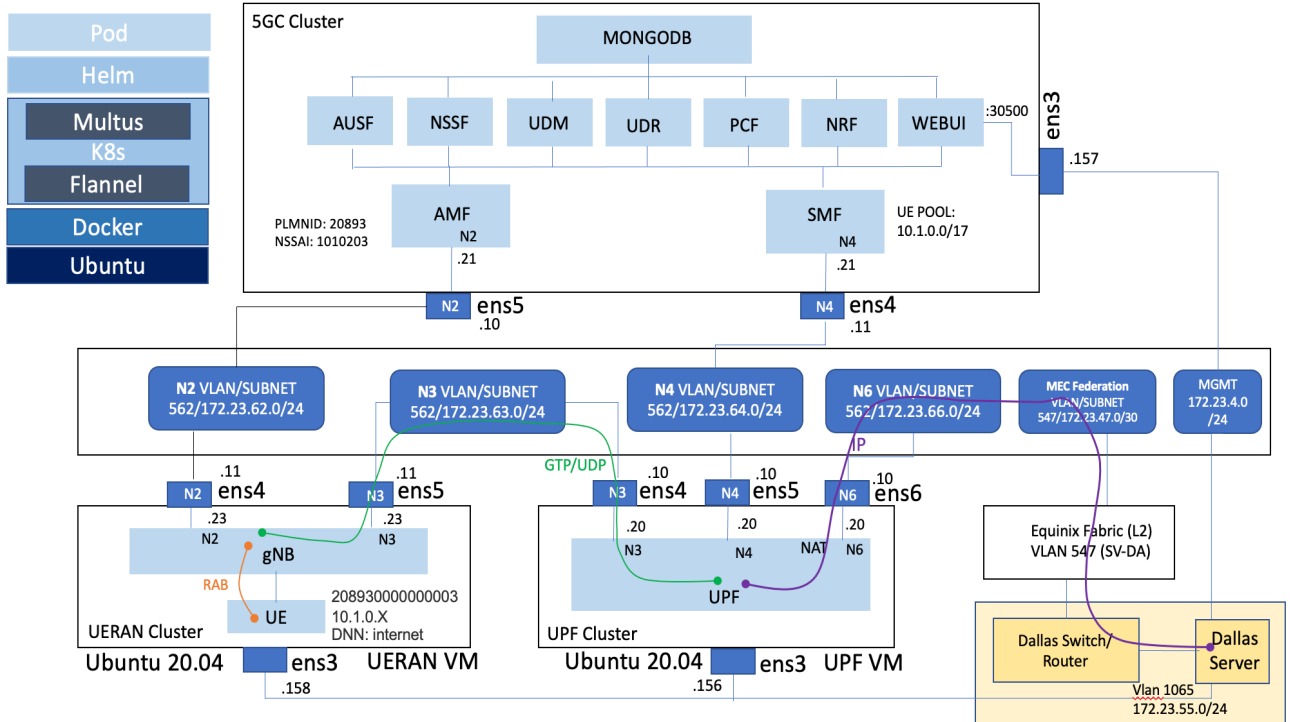 Pod
Helm
Multus
K8s
Flannel
Docker
Ubuntu
5GC Cluster
MONGODB
AUSF
NSSF
UDM
UDR
PCF
NRF
WEBUI
:30500
ens3
.157
PLMNID: 20893
NSSAI: 1010203
AMF
N2
.21
SMF
N4
.21
UE POOL:
10.1.0.0/17
N2
ens5
.10
N4
ens4
.11
N2 VLAN/SUBNET
562/172.23.62.0/24
N3 VLAN/SUBNET
562/172.23.63.0/24
N4 VLAN/SUBNET
562/172.23.64.0/24
N6 VLAN/SUBNET
562/172.23.66.0/24
MEC Federation
VLAN/SUBNET
547/172.23.47.0/30
MGMT
172.23.4.0
/24
GTP/UDP
IP
N2
.11
ens4
N3
.11
ens5
N3
.10
ens4
N4
.10
ens5
N6
.10
ens6
.23
N2
.23
N3
gNB
RAB
UE
208930000000003
10.1.0.X
DNN: internet
UERAN Cluster
Ubuntu 20.04
ens3
UERAN VM
.158
.20
N3
.20
N4
NAT
.20
N6
UPF
UPF Cluster
Ubuntu 20.04
ens3
UPF VM
.156
Equinix Fabric (L2)
VLAN 547 (SV-DA)
Dallas Switch/
Router
Dallas
Server
Vlan 1065
172.23.55.0/24